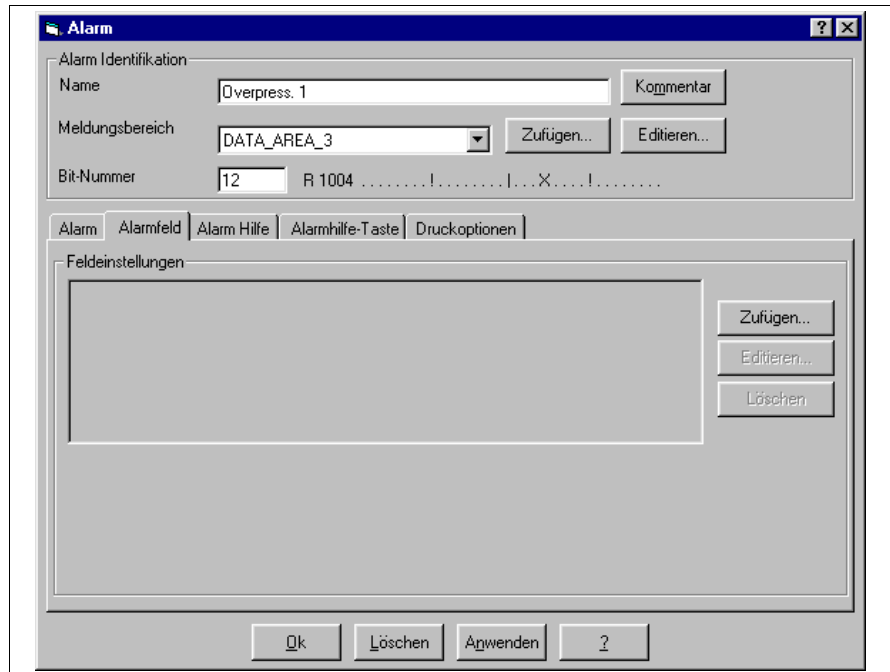 Alarm
Alarm Identifikation
Name
Overpress. 1
Kommentar
Meldungsbereich
DATA_AREA_3
Zufügen...
Editieren...
Bit-Nummer
12
R 1004 ........!........|...X....!........
Alarm
Alarmfeld
Alarm Hilfe
Alarmhilfe-Taste
Druckoptionen
Feldeinstellungen
Zufügen...
Editieren...
Löschen
Ok
Löschen
Anwenden
?